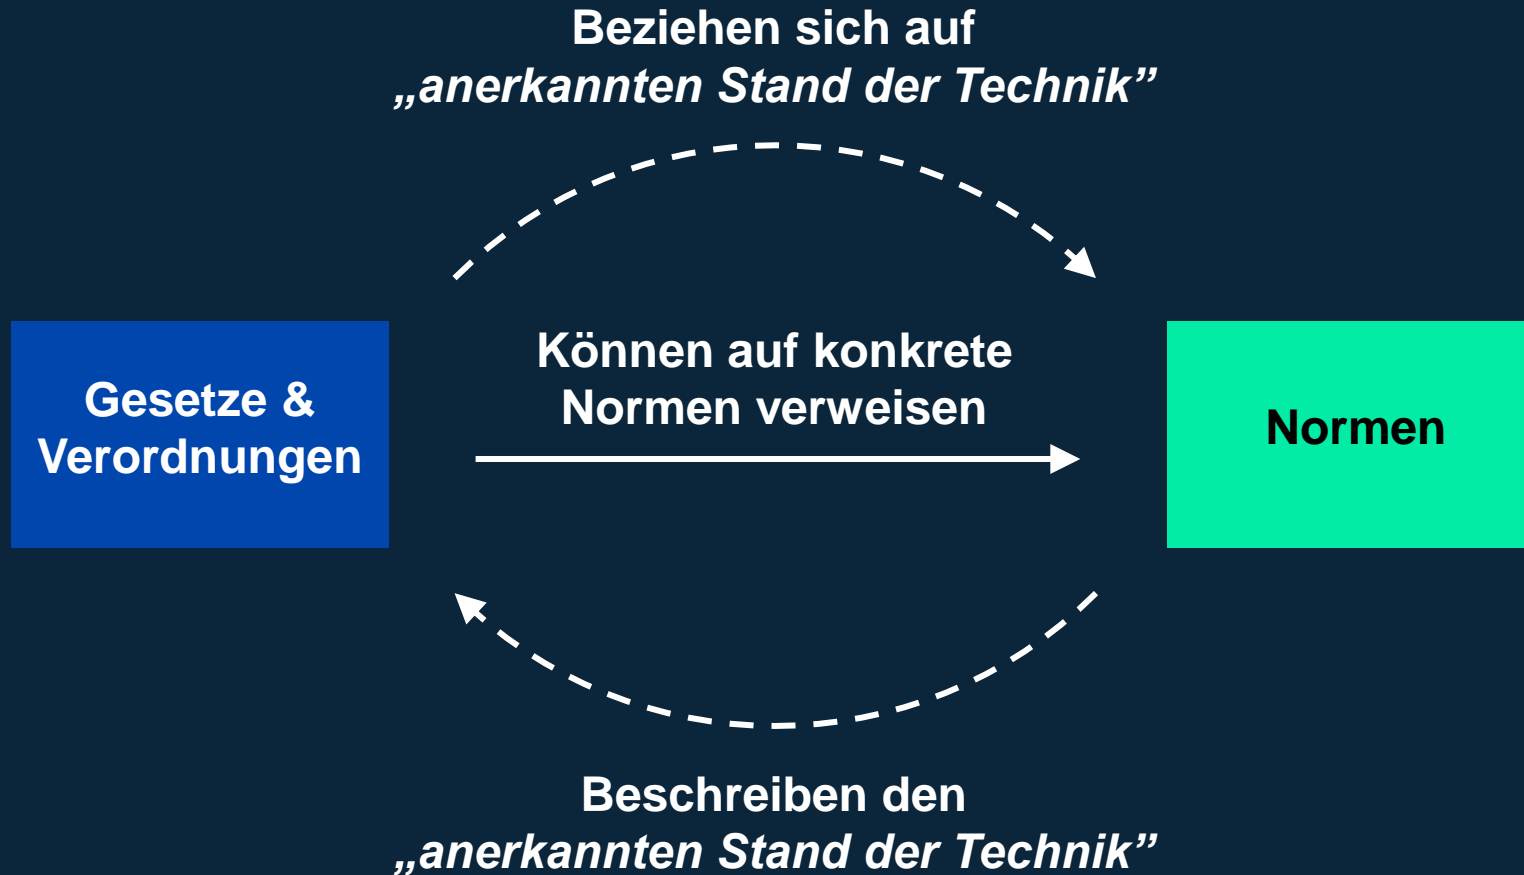 Beziehen sich auf
„anerkannten Stand der Technik”
Gesetze &
Verordnungen
Können auf konkrete
Normen verweisen
Normen
Beschreiben den
„anerkannten Stand der Technik”